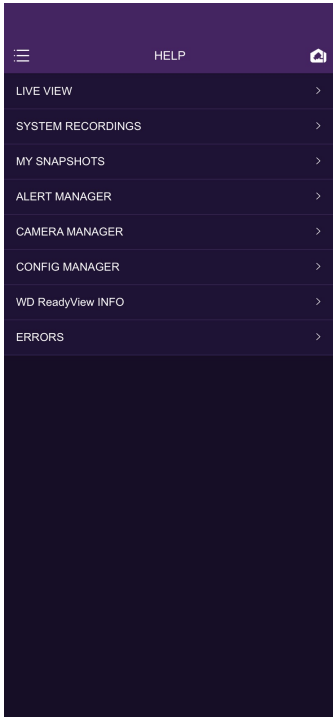 HELP
LIVE VIEW
SYSTEM RECORDINGS
MY SNAPSHOTS
ALERT MANAGER
CAMERA MANAGER
CONFIG MANAGER
WD ReadyView INFO
ERRORS